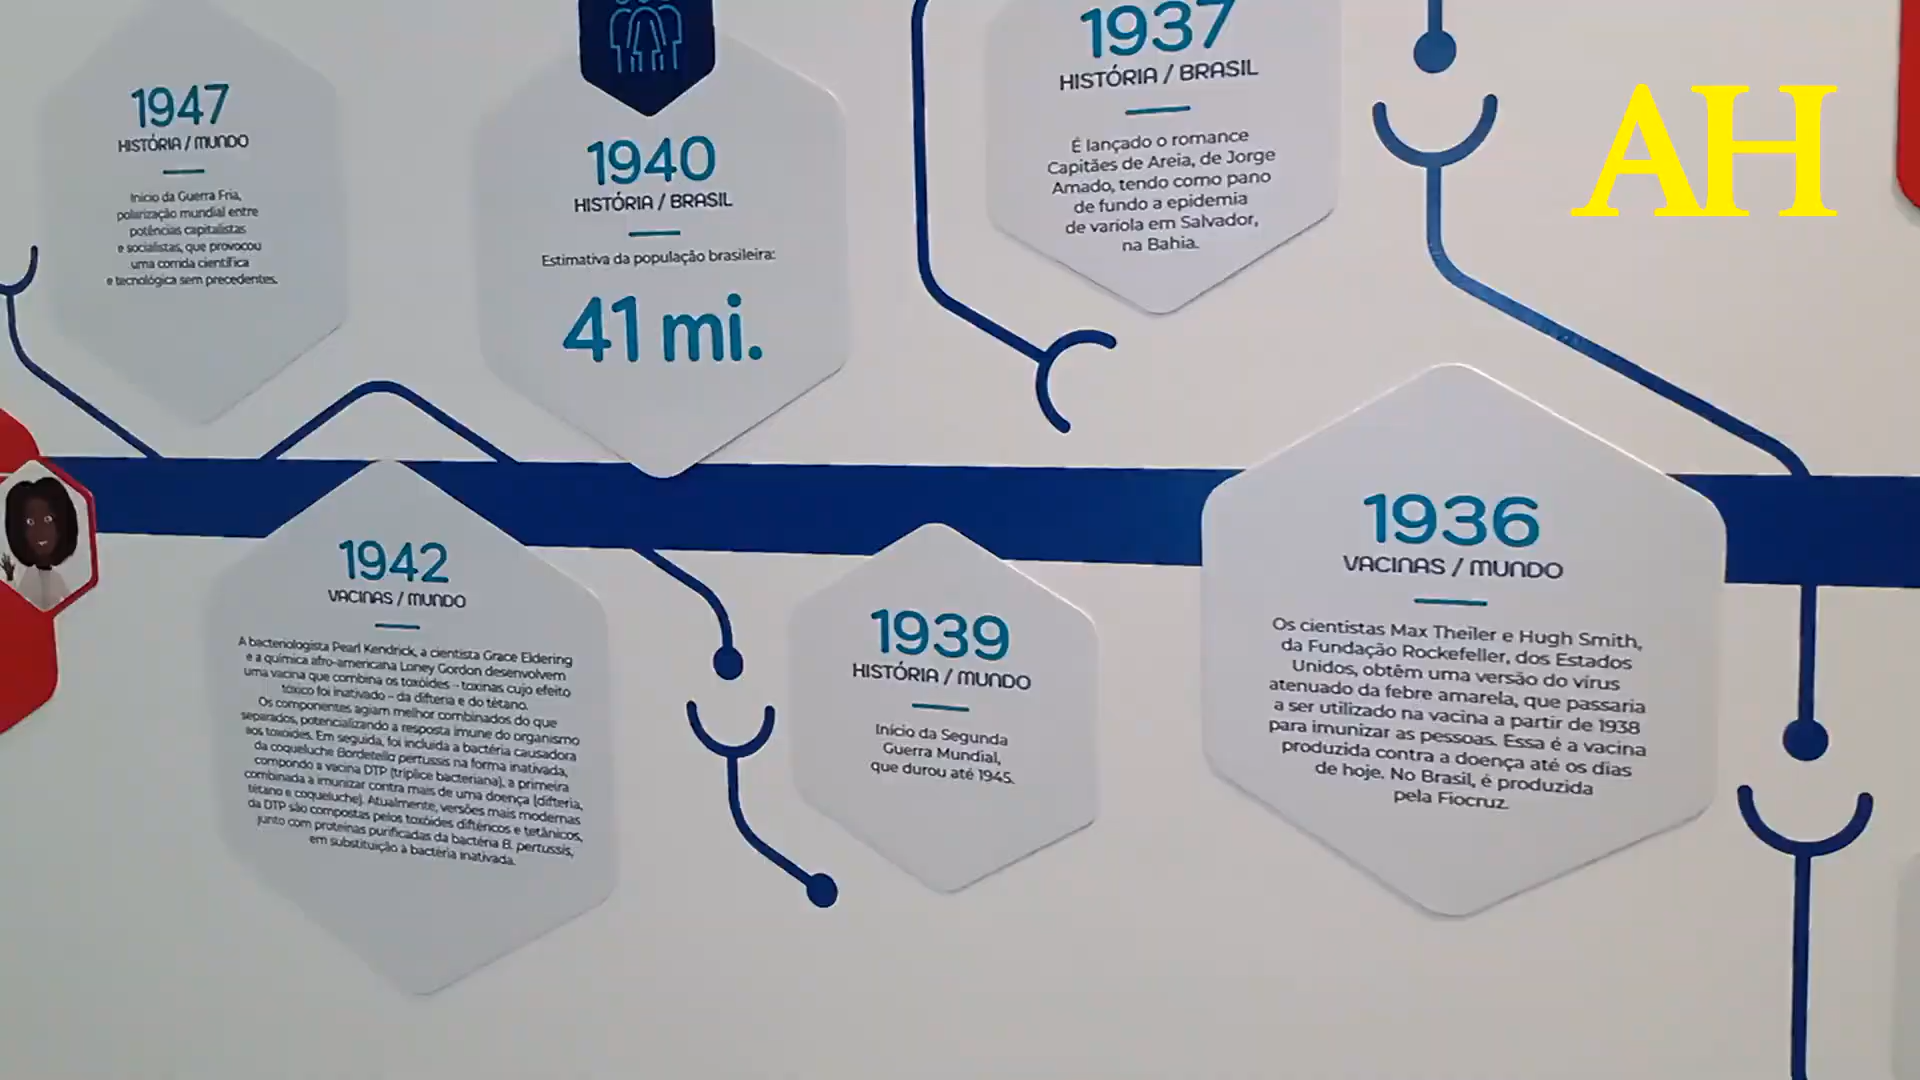 1947
HISTÓRIA / MUNDO
Início da Guerra Fria,
polarização mundial entre
potências capitalistas
e socialistas, que provocou
uma corrida científica
e tecnológica sem precedentes.
1940
HISTÓRIA / BRASIL
Estimativa da população brasileira:
41 mi.
1937
HISTÓRIA / BRASIL
É lançado o romance
Capitães de Areia, de Jorge
Amado, tendo como pano
de fundo a epidemia
de varíola em Salvador,
na Bahia.
AH
1942
VACINAS / MUNDO
A bacteriologista Pearl Kendrick, a cientista Grace Eldering
e a química afro-americana Loney Gordon desenvolvem
uma vacina que combina os toxóides – toxinas cujo efeito
tóxico foi inativado – da difteria e do tétano.
Os componentes agiam melhor combinados do que
separados, potencializando a resposta imune do organismo
aos toxoides. Em seguida, foi incluída a bactéria causadora
da coqueluche Bordetella pertussis na forma inativada,
compondo a vacina DTP (tríplice bacteriana), a primeira
combinada a imunizar contra mais de uma doença (difteria,
tétano e coqueluche). Atualmente, versões mais modernas
da DTP são compostas pelos toxóides diftéricos e tetânicos,
junto com proteínas purificadas da bactéria B. pertussis,
em substituição à bactéria inativada.
1939
HISTÓRIA / MUNDO
Início da Segunda
Guerra Mundial,
que durou até 1945.
1936
VACINAS / MUNDO
Os cientistas Max Theiler e Hugh Smith,
da Fundação Rockefeller, dos Estados
Unidos, obtêm uma versão do vírus
atenuado da febre amarela, que passaria
a ser utilizado na vacina a partir de 1938
para imunizar as pessoas. Essa é a vacina
produzida contra a doença até os dias
de hoje. No Brasil, é produzida
pela Fiocruz.